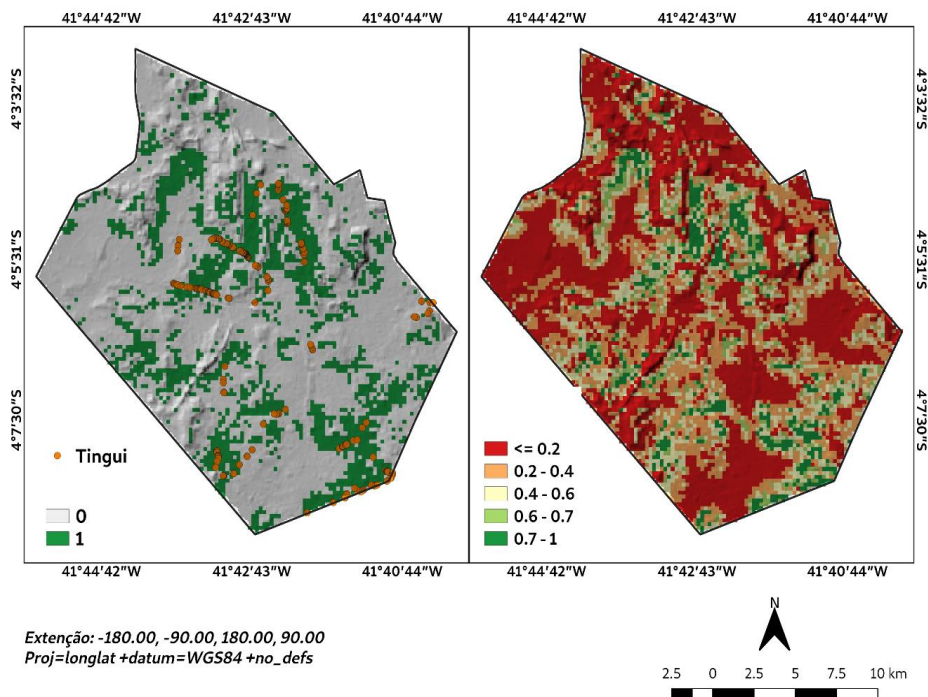 41°44'42"W 41°42'43"W 41°40'44"W 41°44'42"W 41°42'43"W 41°40'44"W
4°3'32"S 4°3'32"S
4°5'31"S 4°5'31"S
4°7'30"S 4°7'30"S
Tingui
0
1
<= 0.2
0.2 - 0.4
0.4 - 0.6
0.6 - 0.7
0.7 - 1
41°44'42"W 41°42'43"W 41°40'44"W 41°44'42"W 41°42'43"W 41°40'44"W
Extenção: -180.00, -90.00, 180.00, 90.00
Proj=longlat +datum=WGS84 +no_defs
N
2.5 0 2.5 5 7.5 10 km